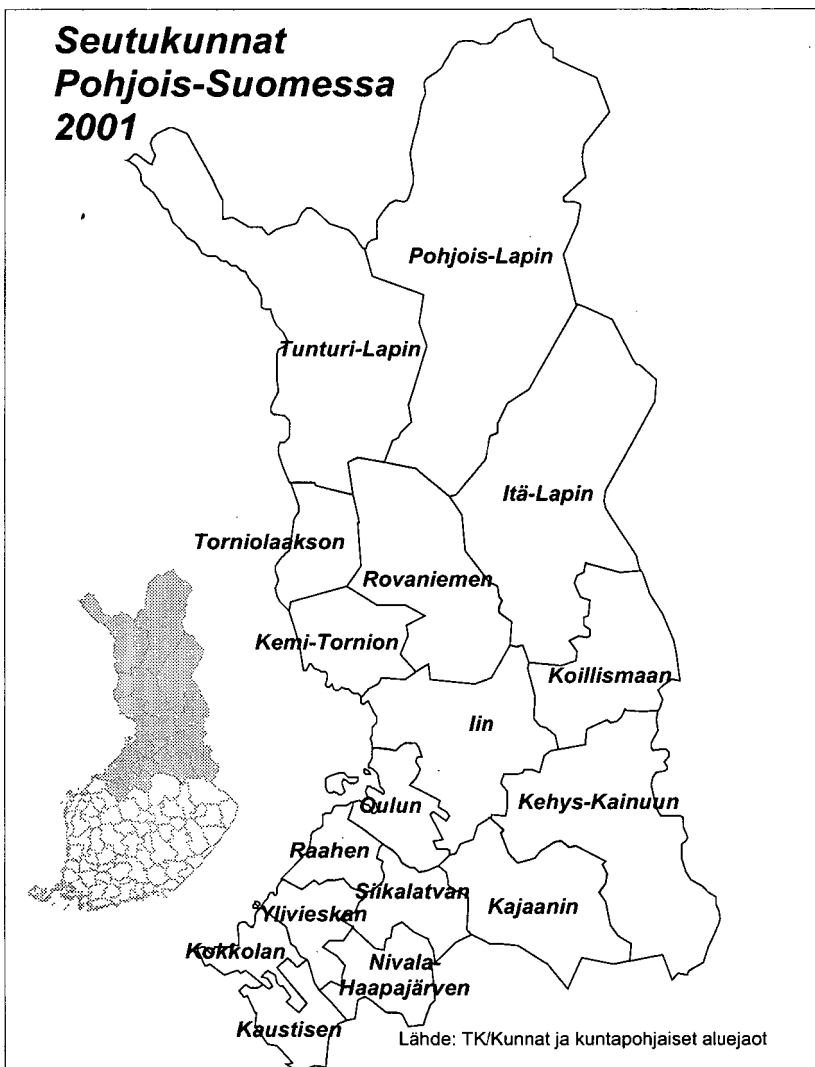 Seutukunnat
Pohjois-Suomessa
2001
Pohjois-Lapin
Tunturi-Lapin
Itä-Lapin
Torniolaakson
Rovaniemen
Kemi-Tornion
Koillismaan
Iin
Oulun
Kehys-Kainuun
Raahen
Siikalatvan
Kajaanin
Ylivieskan
Kokkolan
Nivala-
Haapajärven
Kaustisen
Lähde: TK/Kunnat ja kuntapohjaiset aluejaot